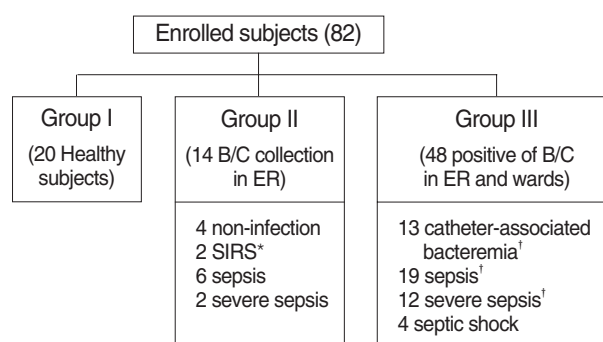 Enrolled subjects (82)
Group I
(20 Healthy
subjects)
Group II
(14 B/C collection
in ER)
4 non-infection
2 SIRS*
6 sepsis
2 severe sepsis
Group III
(48 positive of B/C
in ER and wards)
13 catheter-associated
bacteremia†
19 sepsis†
12 severe sepsis†
4 septic shock